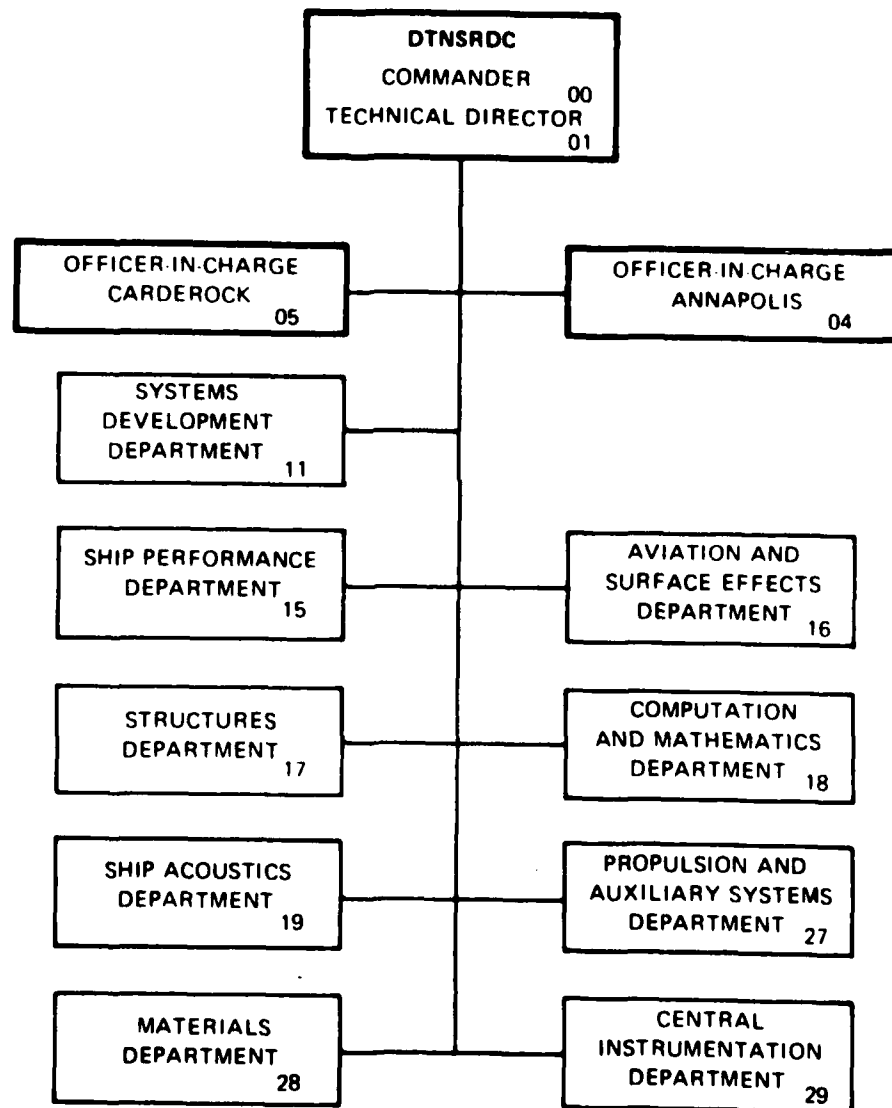 DTNSRDC
COMMANDER
00
TECHNICAL DIRECTOR
01
OFFICER-IN-CHARGE
CARDEROCK
05
OFFICER-IN-CHARGE
ANNAPOLIS
04
SYSTEMS
DEVELOPMENT
DEPARTMENT
11
SHIP PERFORMANCE
DEPARTMENT
15
AVIATION AND
SURFACE EFFECTS
DEPARTMENT
16
STRUCTURES
DEPARTMENT
17
COMPUTATION
AND MATHEMATICS
DEPARTMENT
18
SHIP ACOUSTICS
DEPARTMENT
19
PROPULSION AND
AUXILIARY SYSTEMS
DEPARTMENT
27
MATERIALS
DEPARTMENT
28
CENTRAL
INSTRUMENTATION
DEPARTMENT
29